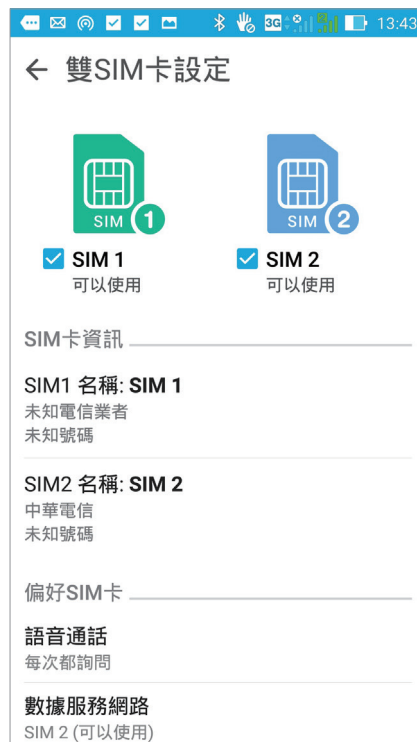 3G 13:43
雙SIM卡設定
SIM 1 SIM 2
SIM 1 SIM 2
可以使用 可以使用
SIM卡資訊
SIM1 名稱: SIM 1
未知電信業者
未知號碼
SIM2 名稱: SIM 2
中華電信
未知號碼
偏好SIM卡
語音通話
每次都詢問
數據服務網路
SIM 2 (可以使用)